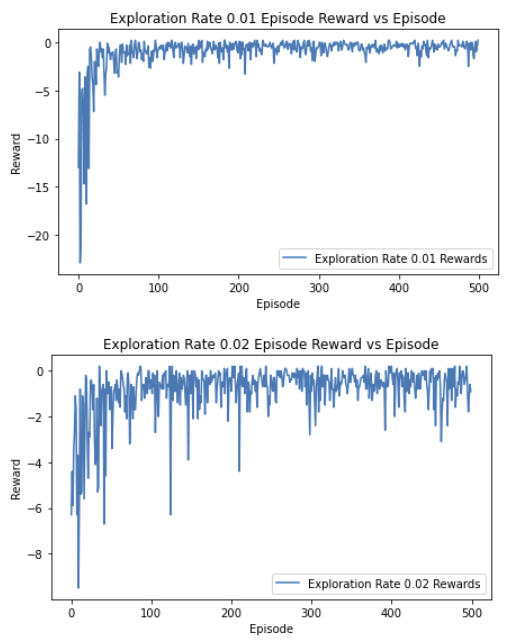 Exploration Rate 0.01 Episode Reward vs Episode
0
−5
−10
−15
−20
Reward
Exploration Rate 0.01 Rewards
0 100 200 300 400 500
Episode
Exploration Rate 0.02 Episode Reward vs Episode
0
−2
−4
−6
−8
Reward
Exploration Rate 0.02 Rewards
0 100 200 300 400 500
Episode